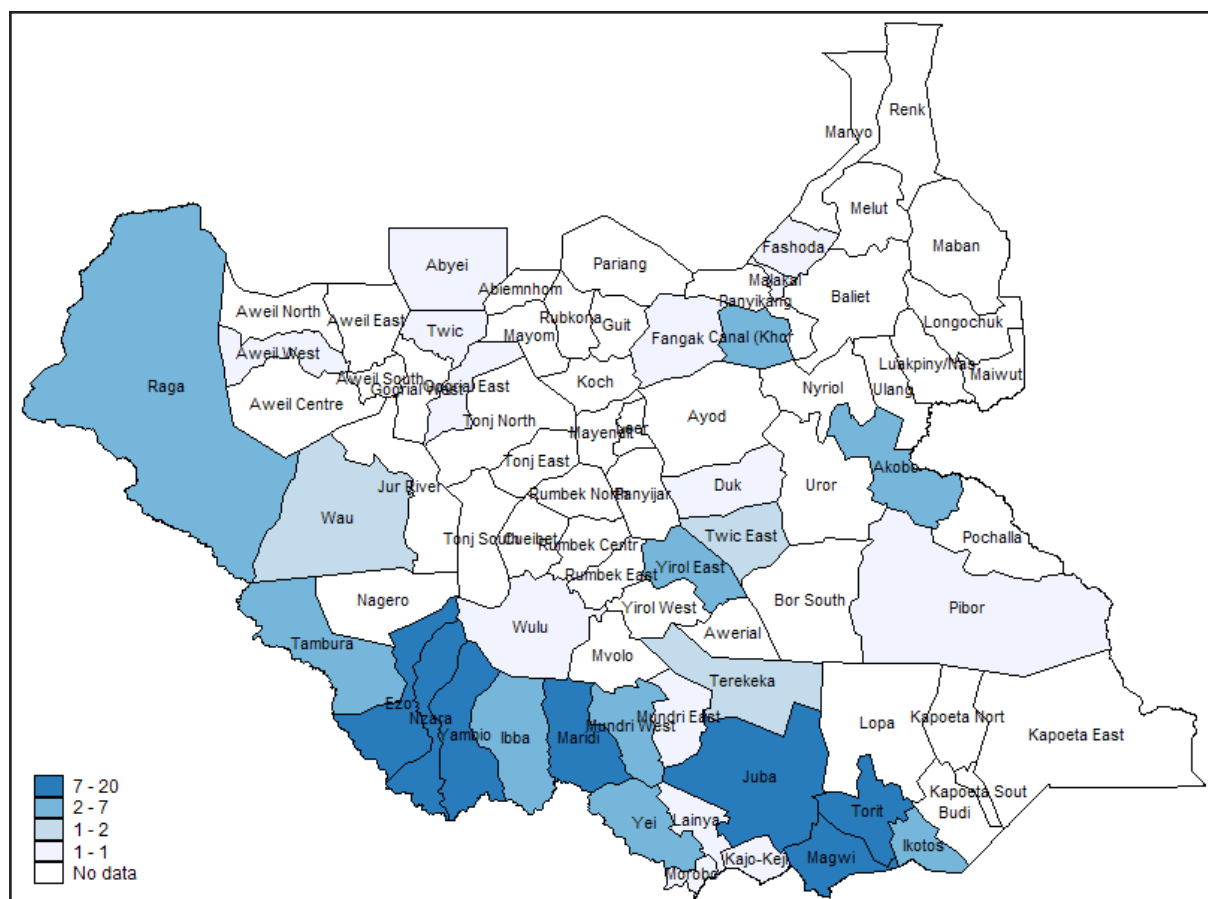 Renk
Manyo
Melut
Maban
Fashoda
Abyei
Pariang
Malakal
Abiemnhom
Panyikang
Baliet
Aweil North
Rubkona
Longochuk
Aweil East
Twic
Mayom
Guit
Fangak
Canal (Khor
Aweil West
Luakpiny/Nas
Maiwut
Raga
Aweil South
Gogrial East
Gogrial West
Koch
Nyriol
Ulang
Aweil Centre
Tonj North
Ayod
Mayendit
Leer
Tonj East
Akobo
Jur River
Rumbek North
Panyijar
Duk
Uror
Wau
Tonj South
Cueibet
Rumbek Centr
Twic East
Pochalla
Rumbek East
Yirol East
Nagero
Yirol West
Bor South
Pibor
Wulu
Awerial
Tambura
Mvolo
Terekeka
Ezo
Nzara
Mundri East
Lopa
Kapoeta Nort
Yambio
Ibba
Maridi
Mundri West
Kapoeta East
Juba
Kapoeta Sout
Torit
Budi
Yei
Lainya
Ikotos
Kajo-Keji
Magwi
Morobo
7 - 20
2 - 7
1 - 2
1 - 1
No data